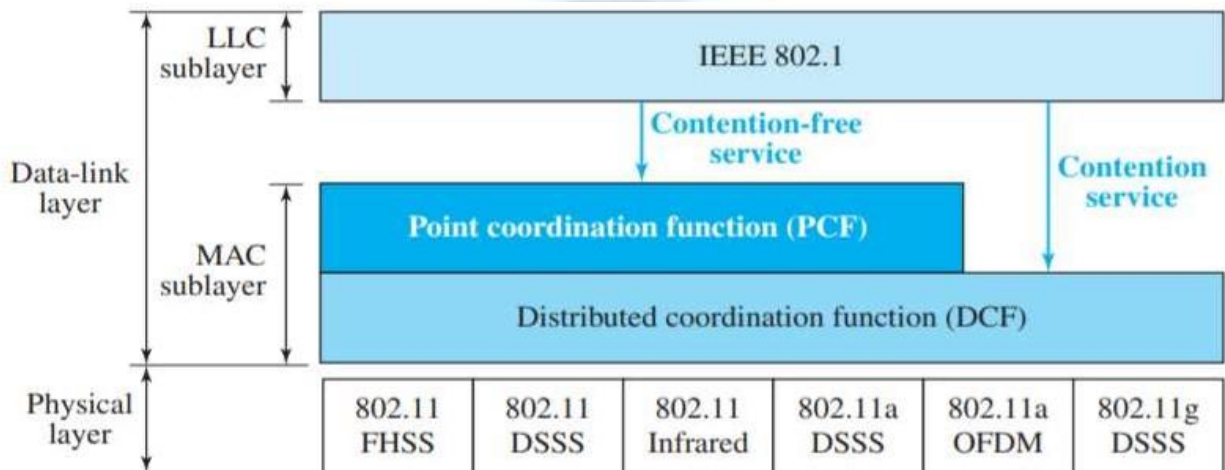 LLC
sublayer
IEEE 802.1
Contention-free
service
Contention
service
Data-link
layer
MAC
sublayer
Point coordination function (PCF)
Distributed coordination function (DCF)
Physical
layer
802.11
FHSS
802.11
DSSS
802.11
Infrared
802.11a
DSSS
802.11a
OFDM
802.11g
DSSS